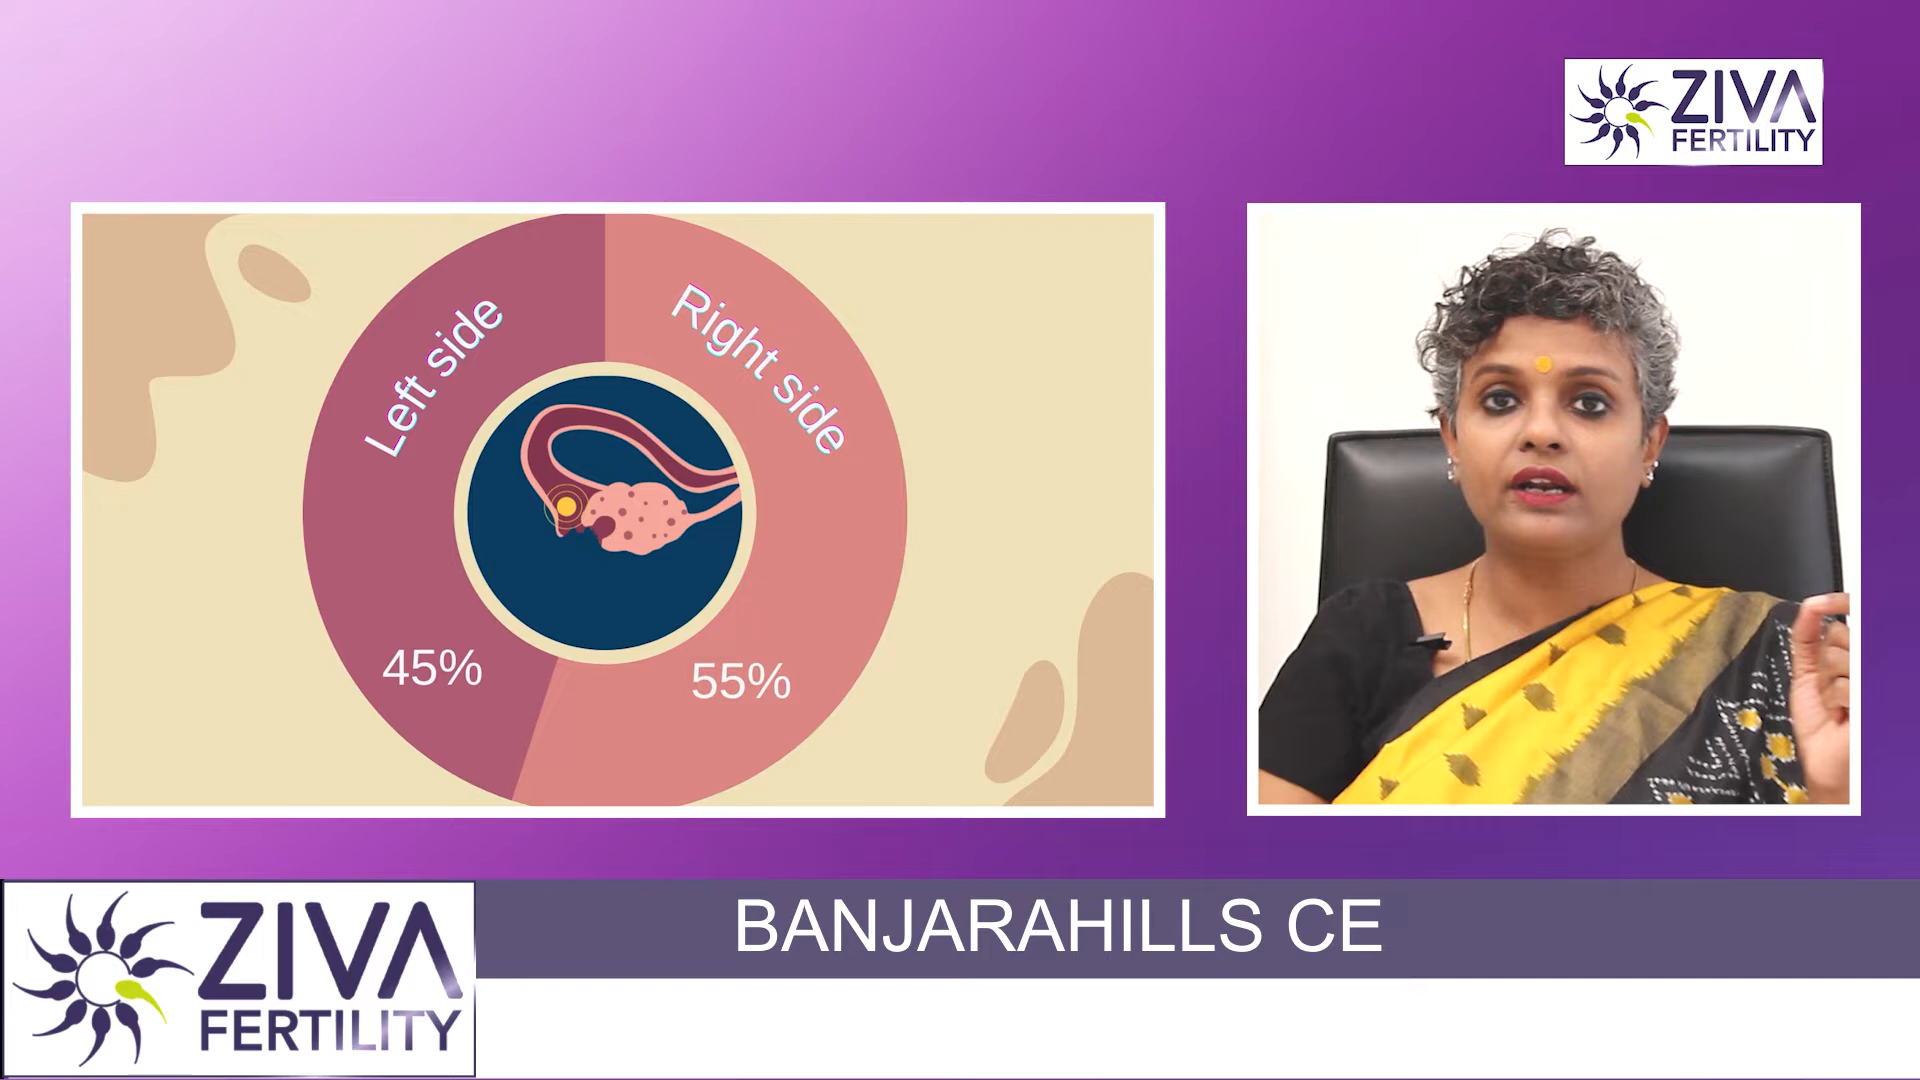 ZIVA
FERTILITY
Left side
Right side
45%
55%
BANJARAHILLS CE
ZIVA
FERTILITY